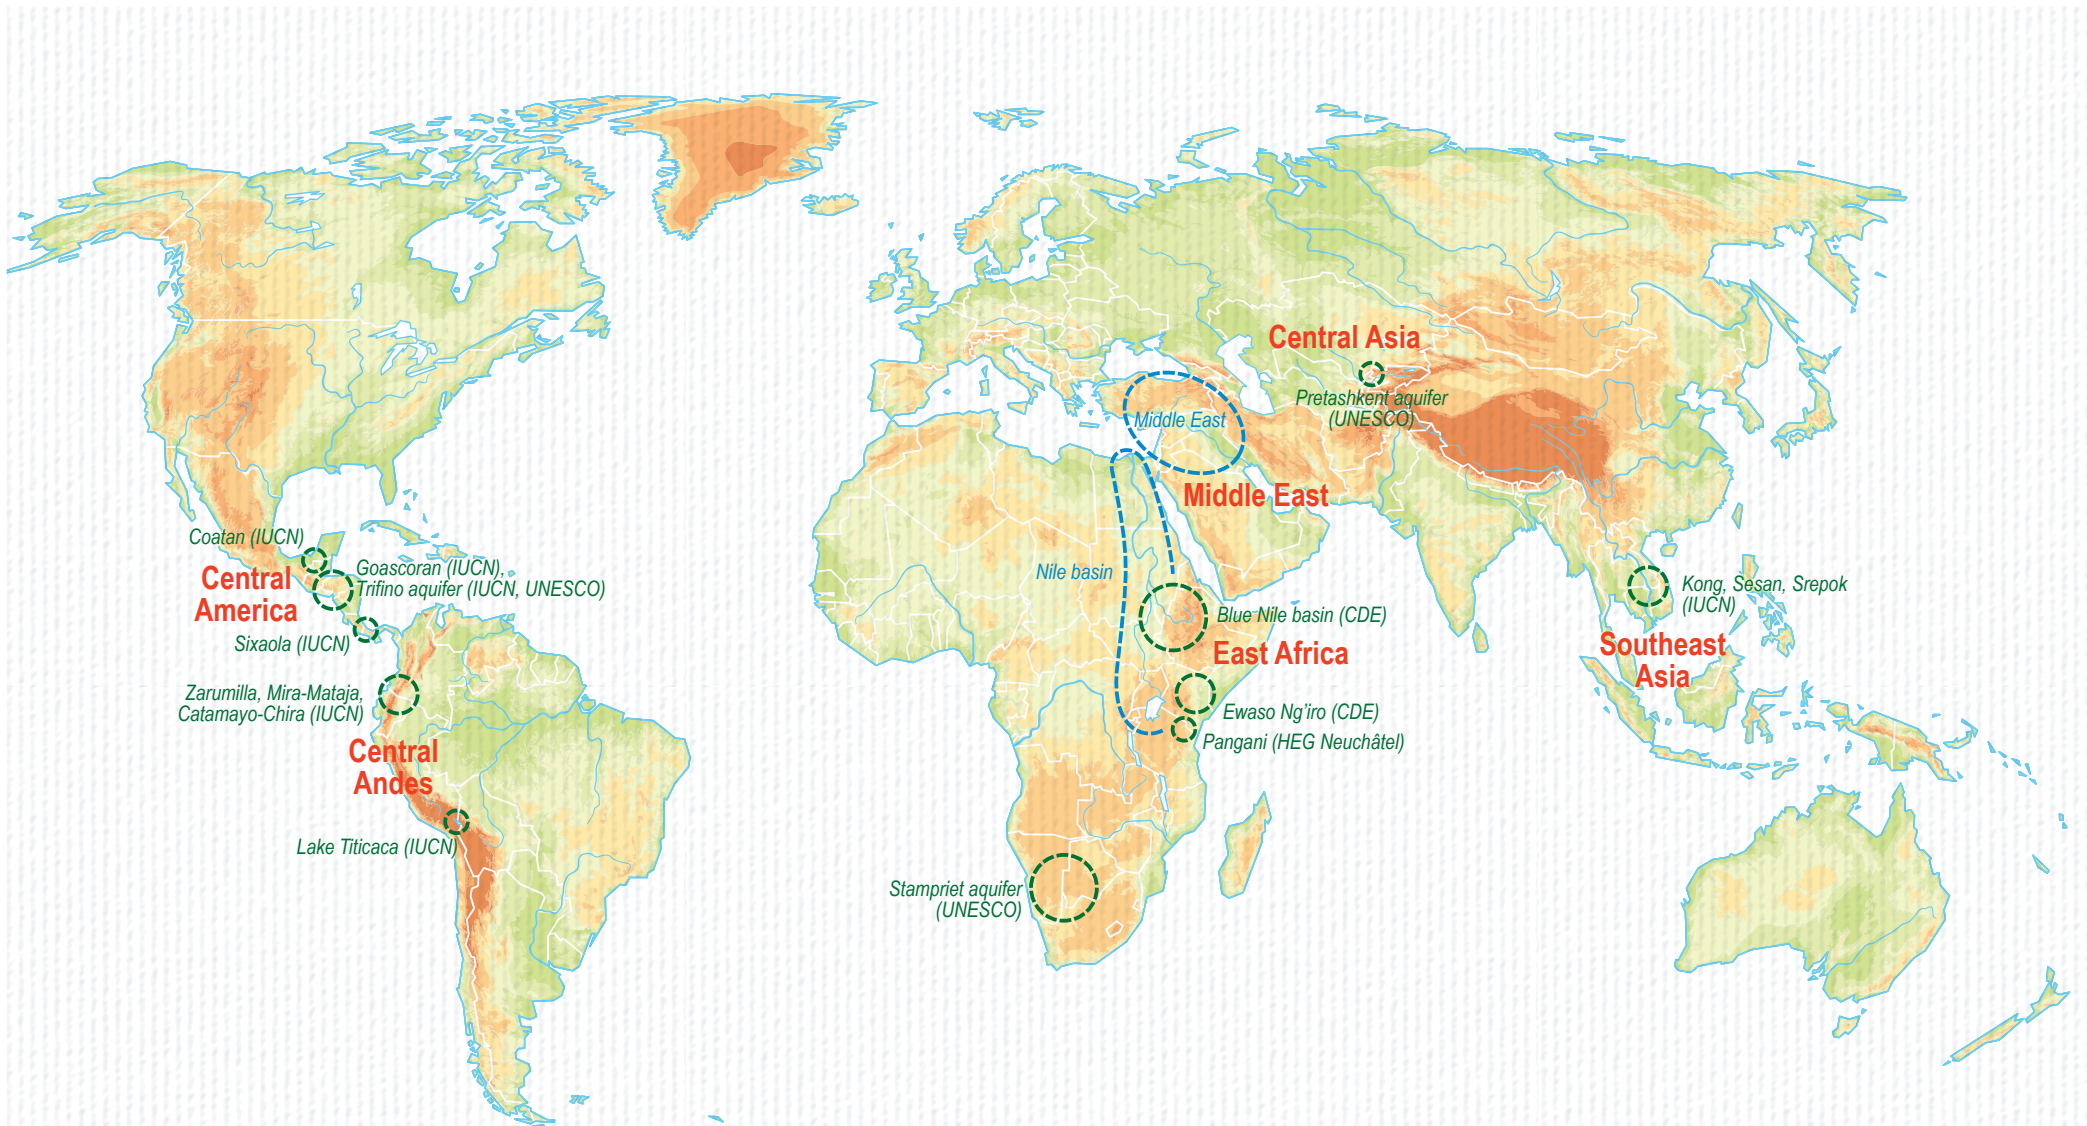 Central Asia
Pretashkent aquifer
(UNESCO)
Middle East
Middle East
Coatan (IUCN)
Goascoran (IUCN),
Trifino aquifer (IUCN, UNESCO)
Central
America
Sixaola (IUCN)
Nile basin
Blue Nile basin (CDE)
East Africa
Kong, Sesan, Srepok
(IUCN)
Southeast
Asia
Zarumilla, Mira-Mataja,
Catamayo-Chira (IUCN)
Ewaso Ng'iro (CDE)
Pangani (HEG Neuchâtel)
Central
Andes
Lake Titicaca (IUCN)
Stampriet aquifer
(UNESCO)